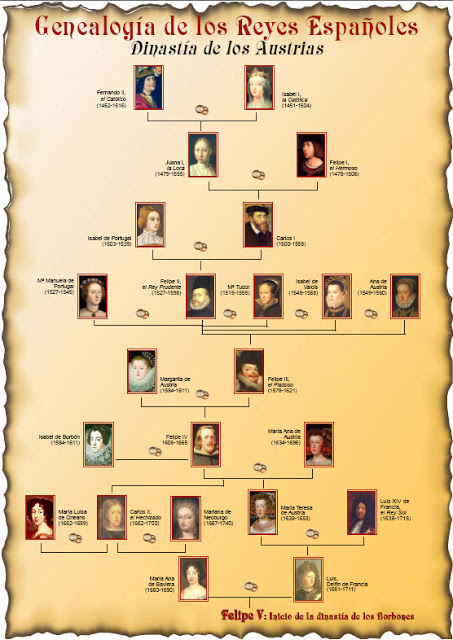 Genealogía de los Reyes Españoles
Dinastía de los Austrias
Fernando II,
el Católico
(1452-1516)
Isabel I,
la Católica
(1451-1504)
Juana I,
la Loca
(1479-1555)
Felipe I,
el Hermoso
(1478-1506)
Isabel de Portugal
(1503-1539)
Carlos I
(1500-1558)
Mª Manuela de
Portugal
(1527-1545)
Felipe II,
el Rey Prudente
(1527-1598)
Mª Tudor
(1516-1558)
Isabel de
Valois
(1546-1568)
Ana de
Austria
(1549-1580)
Margarita de
Austria
(1584-1611)
Felipe III,
el Piadoso
(1578-1621)
Isabel de Borbón
(1584-1611)
Felipe IV
1606-1665
María Ana de
Austria
(1634-1696)
María Luisa
de Orleans
(1662-1689)
Carlos II,
el Hechizado
(1662-1700)
Mariana de
Neoburgo
(1667-1740)
María Teresa
de Austria
(1638-1683)
Luis XIV de
Francia,
el Rey Sol
(1638-1715)
María Ana
de Baviera
(1660-1690)
Luis,
Delfín de Francia
(1661-1711)
Felipe V: Inicio de la dinastía de los Borbones